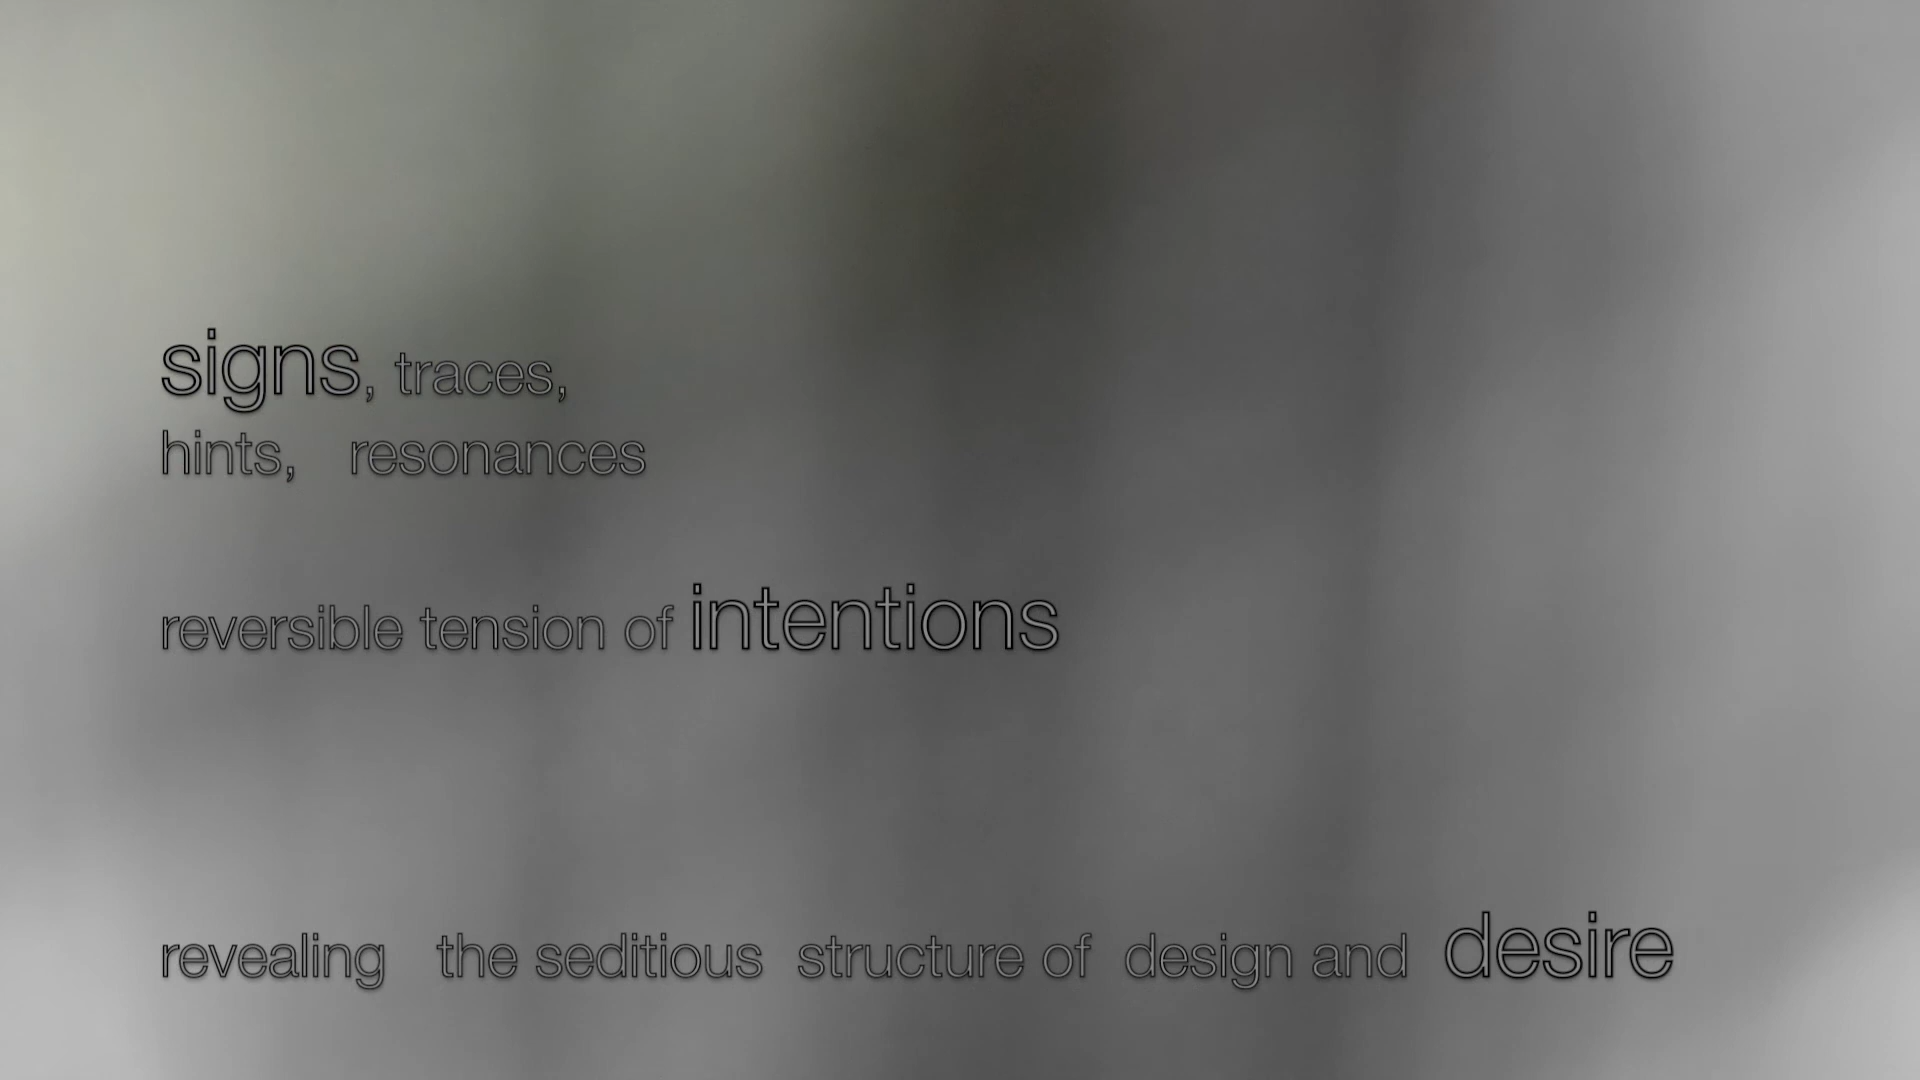 signs, traces,
hints, resonances
reversible tension of intentions
revealing the seditious structure of design and desire